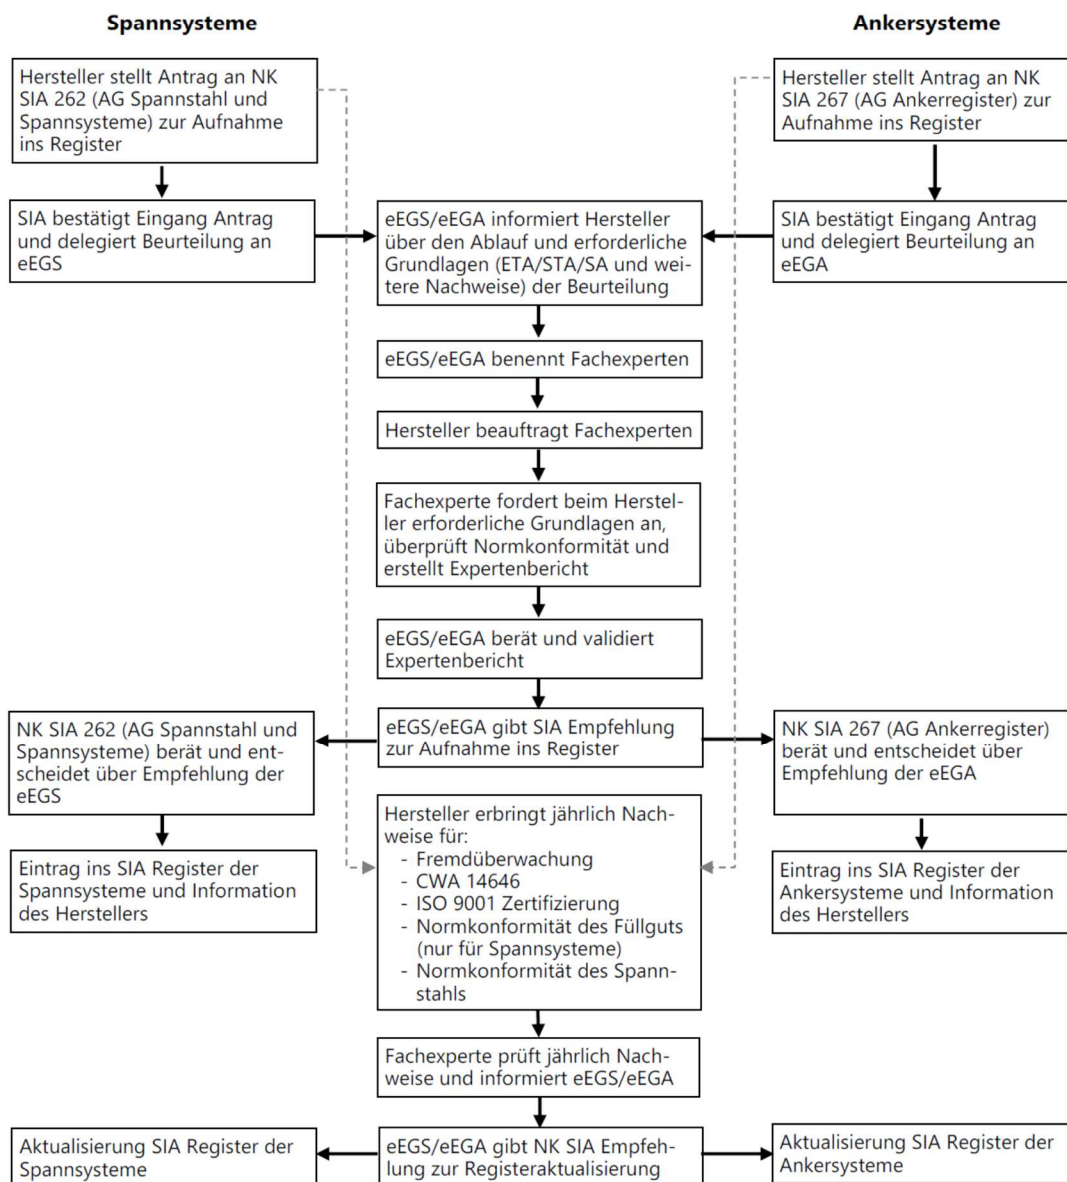 Spannsysteme
Ankersysteme
Hersteller stellt Antrag an NK
SIA 262 (AG Spannstahl und
Spannsysteme) zur Aufnahme
ins Register
Hersteller stellt Antrag an NK
SIA 267 (AG Ankerregister) zur
Aufnahme ins Register
SIA bestätigt Eingang Antrag
und delegiert Beurteilung an
eEGS
eEGS/eEGA informiert Hersteller
über den Ablauf und erforderliche
Grundlagen (ETA/STA/SA und wei-
tere Nachweise) der Beurteilung
SIA bestätigt Eingang Antrag
und delegiert Beurteilung an
eEGA
eEGS/eEGA benennt Fachexperten
Hersteller beauftragt Fachexperten
Fachexperte fordert beim Herstel-
ler erforderliche Grundlagen an,
überprüft Normkonformität und
erstellt Expertenbericht
eEGS/eEGA berät und validiert
Expertenbericht
NK SIA 262 (AG Spannstahl und
Spannsysteme) berät und ent-
scheidet über Empfehlung der
eEGS
eEGS/eEGA gibt SIA Empfehlung
zur Aufnahme ins Register
NK SIA 267 (AG Ankerregister)
berät und entscheidet über
Empfehlung der eEGA
Eintrag ins SIA Register der
Spannsysteme und Information
des Herstellers
Hersteller erbringt jährlich Nach-
weise für:
- Fremdüberwachung
- CWA 14646
- ISO 9001 Zertifizierung
- Normkonformität des Füllguts
(nur für Spannsysteme)
- Normkonformität des Spann-
stahls
Eintrag ins SIA Register der
Ankersysteme und Information
des Herstellers
Fachexperte prüft jährlich Nach-
weise und informiert eEGS/eEGA
Aktualisierung SIA Register der
Spannsysteme
eEGS/eEGA gibt NK SIA Empfeh-
lung zur Registeraktualisierung
Aktualisierung SIA Register der
Ankersysteme